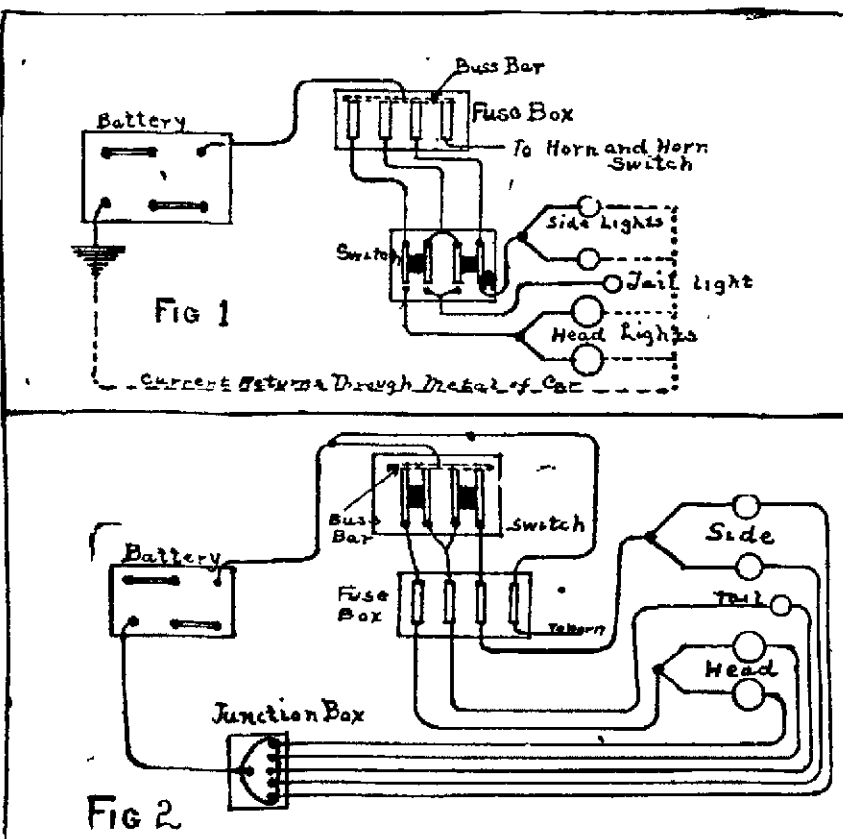 Buss Bar
Battery
Fuse Box
To Horn and Horn
Switch
Side Lights
Switch
Tail Light
FIG 1
Head Lights
Current Returns Through Metal of Car
Buss
Bar
Switch
Side
Battery
Fuse
Box
Tail
To Horn
Head
Junction Box
FIG 2